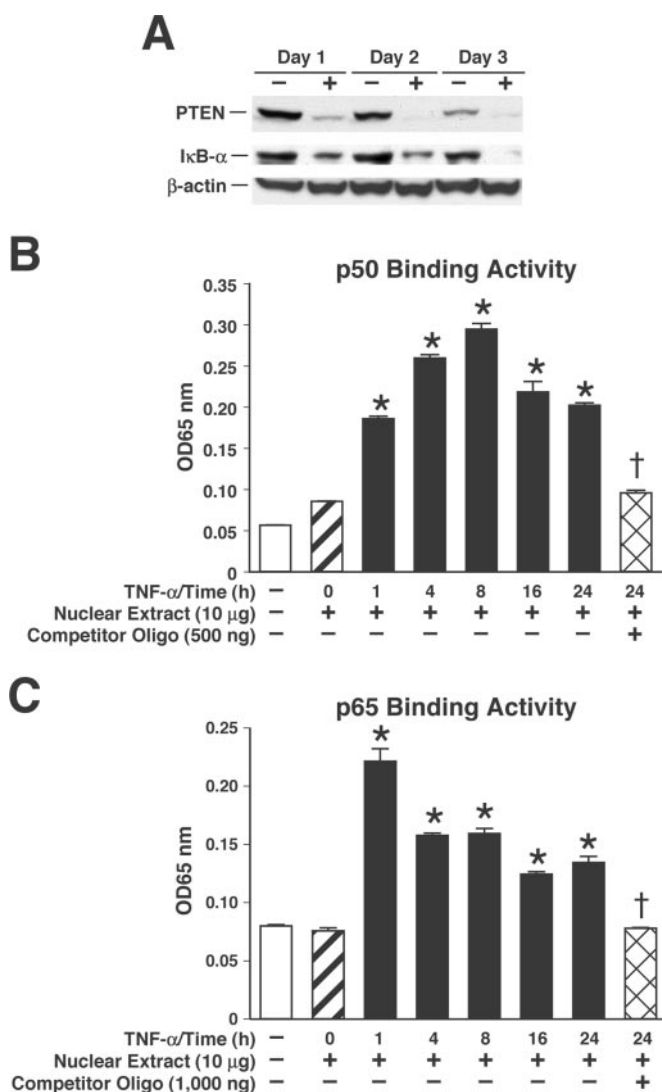 A
Day 1 Day 2 Day 3
− + − + − +
PTEN
IκB-α
β-actin
B
p50 Binding Activity
0.35
0.30
0.25
0.20
0.15
0.10
0.05
0
OD65 nm
* * * * * †
TNF-α/Time (h) − 0 1 4 8 16 24 24
Nuclear Extract (10 μg) − + + + + + + +
Competitor Oligo (500 ng) − − − − − − − +
C
p65 Binding Activity
0.25
0.20
0.15
0.10
0.05
0
OD65 nm
* * * * * †
TNF-α/Time (h) − 0 1 4 8 16 24 24
Nuclear Extract (10 μg) − + + + + + + +
Competitor Oligo (1,000 ng) − − − − − − − +